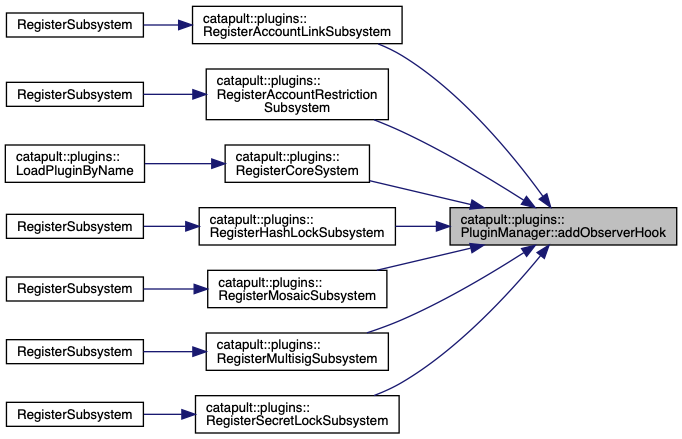 RegisterSubsystem
catapult::plugins::
RegisterAccountLinkSubsystem
RegisterSubsystem
catapult::plugins::
RegisterAccountRestriction
Subsystem
catapult::plugins::
LoadPluginByName
catapult::plugins::
RegisterCoreSystem
catapult::plugins::
PluginManager::addObserverHook
RegisterSubsystem
catapult::plugins::
RegisterHashLockSubsystem
RegisterSubsystem
catapult::plugins::
RegisterMosaicSubsystem
RegisterSubsystem
catapult::plugins::
RegisterMultisigSubsystem
RegisterSubsystem
catapult::plugins::
RegisterSecretLockSubsystem